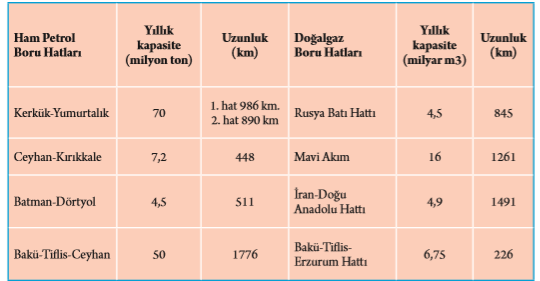 Ham Petrol
Boru Hatları
Yıllık
kapasite
(milyon ton)
Uzunluk
(km)
Doğalgaz
Boru Hatları
Yıllık
kapasite
(milyar m3)
Uzunluk
(km)
Kerkük-Yumurtalık
70
1. hat 986 km.
2. hat 890 km
Rusya Batı Hattı
4,5
845
Ceyhan-Kırıkkale
7,2
448
Mavi Akım
16
1261
Batman-Dörtyol
4,5
511
İran-Doğu
Anadolu Hattı
4,9
1491
Bakü-Tiflis-Ceyhan
50
1776
Bakü-Tiflis-
Erzurum Hattı
6,75
226